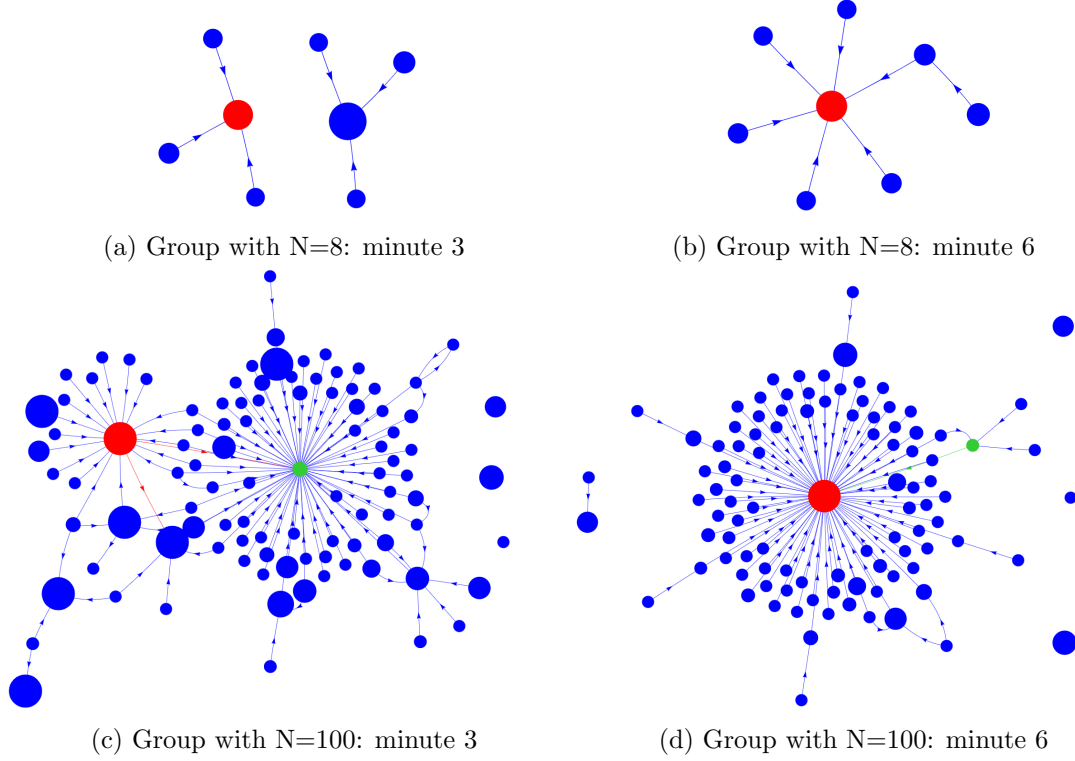 (a) Group with N=8: minute 3
(b) Group with N=8: minute 6
(c) Group with N=100: minute 3
(d) Group with N=100: minute 6